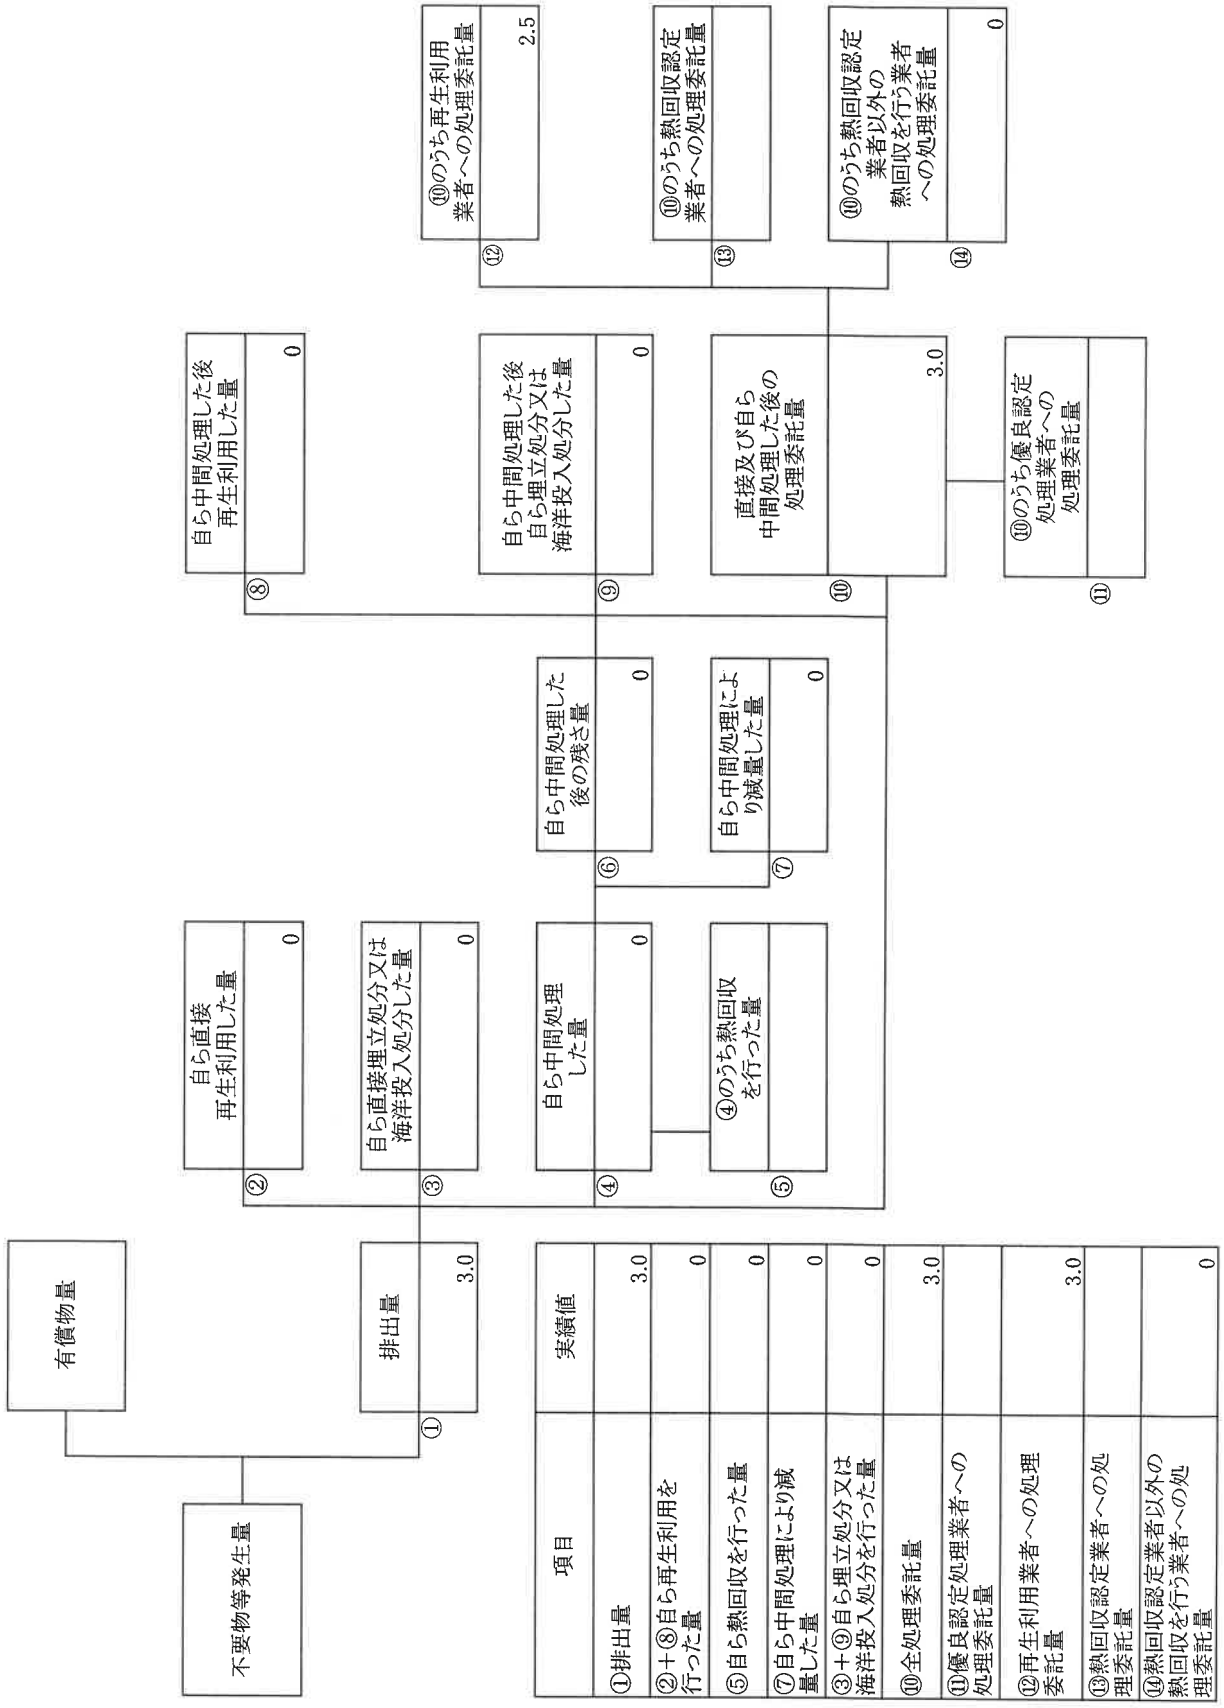 不要物等発生量
有償物量
排出量
①
3.0
自ら直接
再生利用した量
②
0
自ら直接埋立処分又は
海洋投入処分した量
③
0
自ら中間処理
した量
④
0
④のうち熱回収
を行った量
⑤
自ら中間処理した
後の残さ量
⑥
0
自ら中間処理によ
り減量した量
⑦
0
自ら中間処理した後
再生利用した量
⑧
0
自ら中間処理した後
自ら埋立処分又は
海洋投入処分した量
⑨
0
直接及び自ら
中間処理した後の
処理委託量
⑩
3.0
⑩のうち優良認定
処理業者への
処理委託量
⑪
⑩のうち再生利用
業者への処理委託量
⑫
2.5
⑩のうち熱回収認定
業者への処理委託量
⑬
⑩のうち熱回収認定
業者以外の
熱回収を行う業者
への処理委託量
⑭
0
項目
実績値
①排出量
3.0
②+⑧自ら再生利用を
行った量
0
⑤自ら熱回収を行った量
0
⑦自ら中間処理により減
量した量
0
③+⑨自ら埋立処分又は
海洋投入処分を行った量
0
⑩全処理委託量
3.0
⑪優良認定処理業者への
処理委託量
⑫再生利用業者への処理
委託量
3.0
⑬熱回収認定業者への処
理委託量
⑭熱回収認定業者以外の
熱回収を行う業者への処
理委託量
0